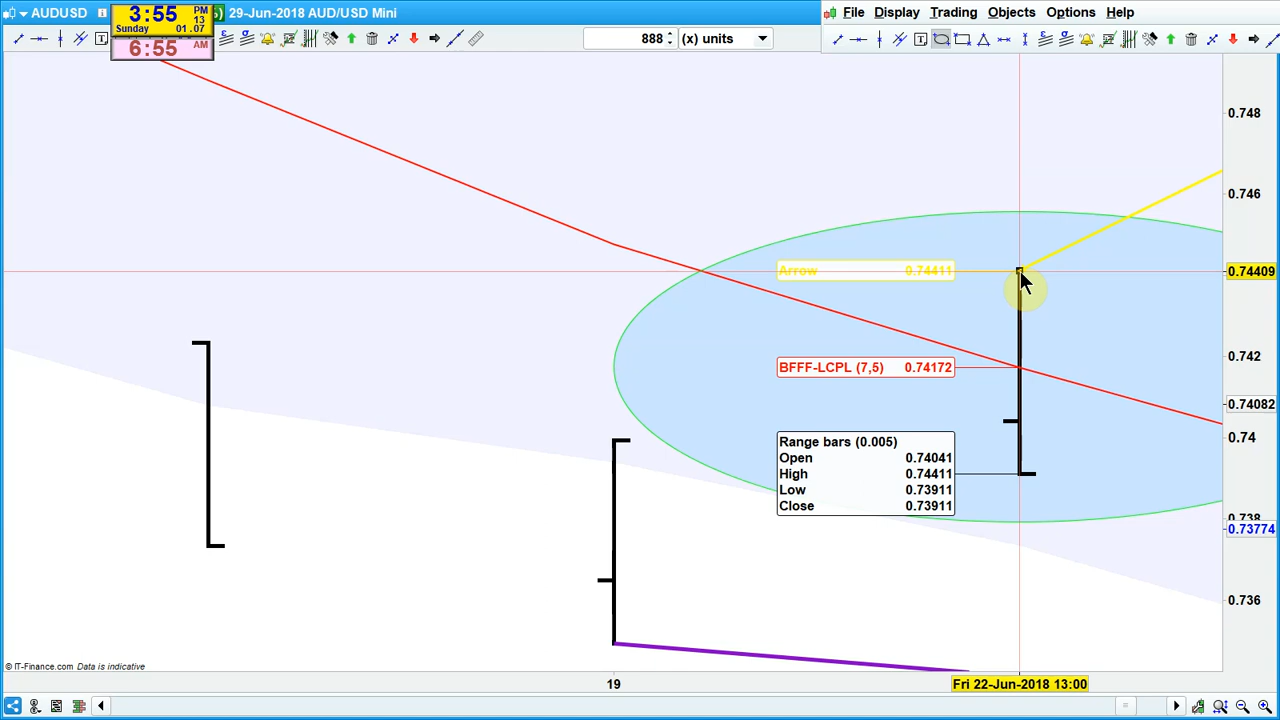 AUDUSD
3:55 PM 13
Sunday 01.07
6:55 AM
29-Jun-2018 AUD/USD Mini
File Display Trading Objects Options Help
888 (x) units
0.748
0.746
0.74409
0.742
0.74082
0.74
0.738
0.73774
0.736
Arrow 0.74411
BFFF-LCPL (7,5) 0.74172
Range bars (0.005)
Open 0.74041
High 0.74411
Low 0.73911
Close 0.73911
© IT-Finance.com Data is indicative
19
Fri 22-Jun-2018 13:00